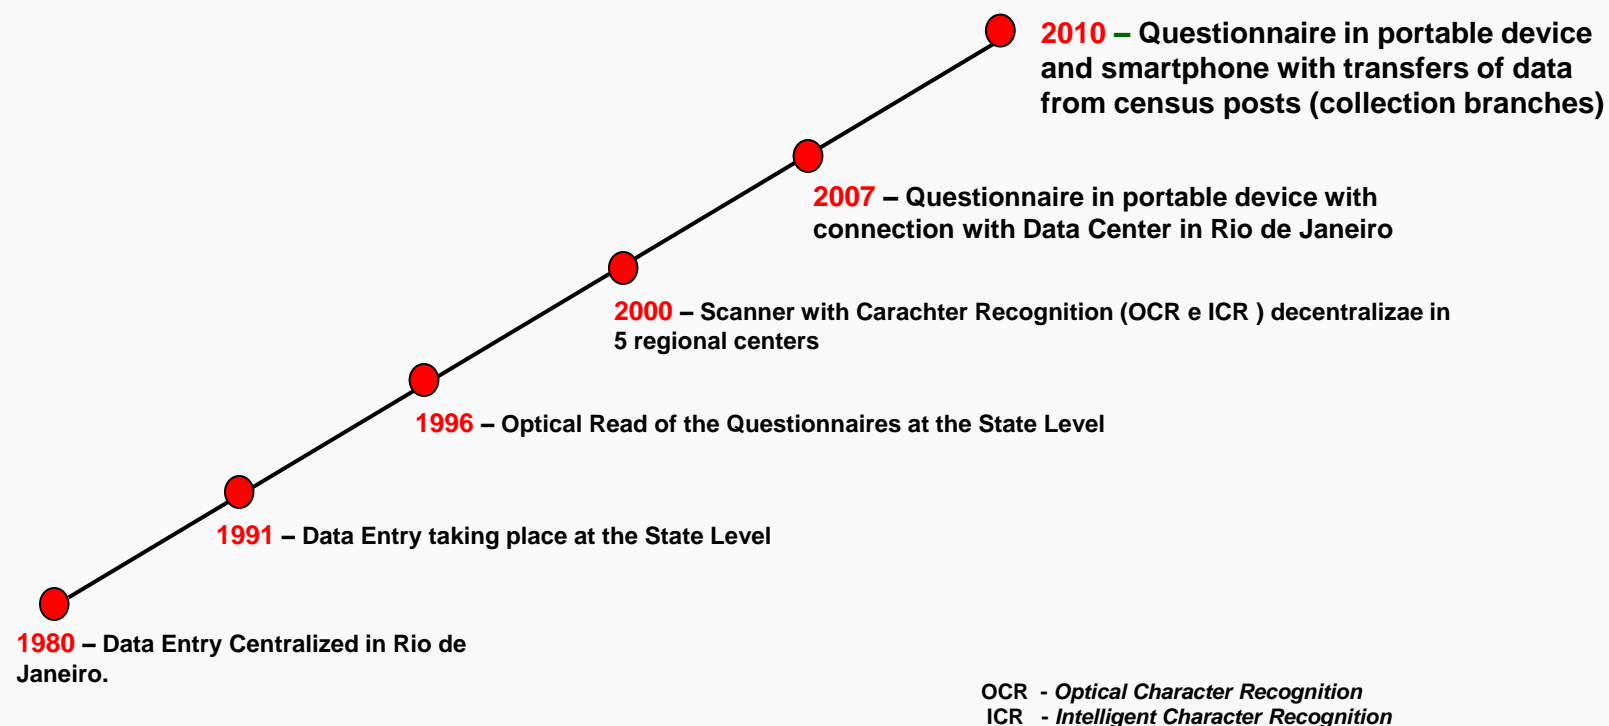 2010 – Questionnaire in portable device
and smartphone with transfers of data
from census posts (collection branches)
2007 – Questionnaire in portable device with
connection with Data Center in Rio de Janeiro
2000 – Scanner with Carachter Recognition (OCR e ICR ) decentralizae in
5 regional centers
1996 – Optical Read of the Questionnaires at the State Level
1991 – Data Entry taking place at the State Level
1980 – Data Entry Centralized in Rio de
Janeiro.
OCR - Optical Character Recognition
ICR - Intelligent Character Recognition